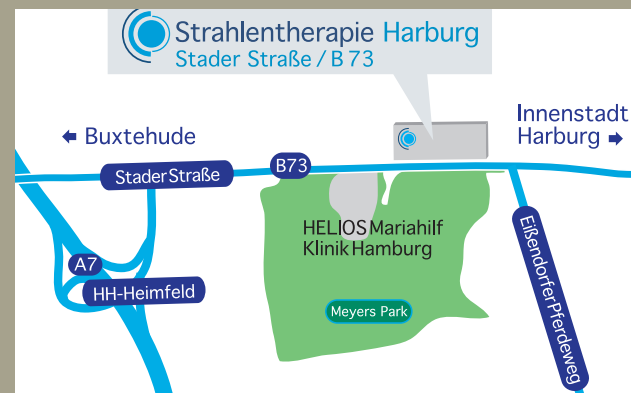 Strahlentherapie Harburg
Stader Straße / B 73
Innenstadt
Harburg
Buxtehude
B73
Stader Straße
HELIOS Mariahilf
Klinik Hamburg
A7
HH-Heimfeld
Meyers Park
Eißendorfer Pferdeweg